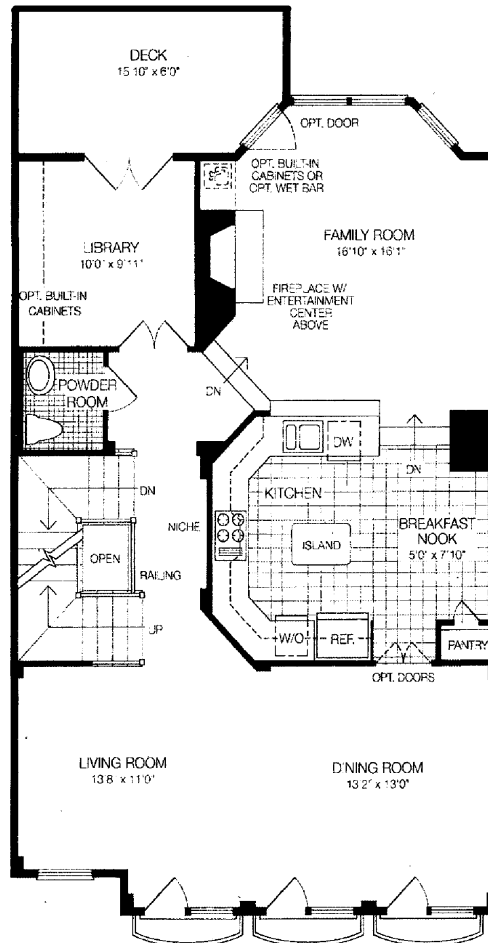 DECK
15'10" x 6'0"
OPT. DOOR
OPT. BUILT-IN
CABINETS OR
OPT. WET BAR
LIBRARY
10'0" x 9'11"
FAMILY ROOM
16'10" x 16'1"
OPT. BUILT-IN
CABINETS
FIREPLACE W/
ENTERTAINMENT
CENTER
ABOVE
POWDER
ROOM
DN
DW
DN
KITCHEN
DN
NICHE
BREAKFAST
NOOK
5'0" x 7'10"
OPEN
ISLAND
RAILING
UP
W/O
REF.
PANTRY
OPT. DOORS
LIVING ROOM
13'8" x 11'0"
DINING ROOM
13'2" x 13'0"